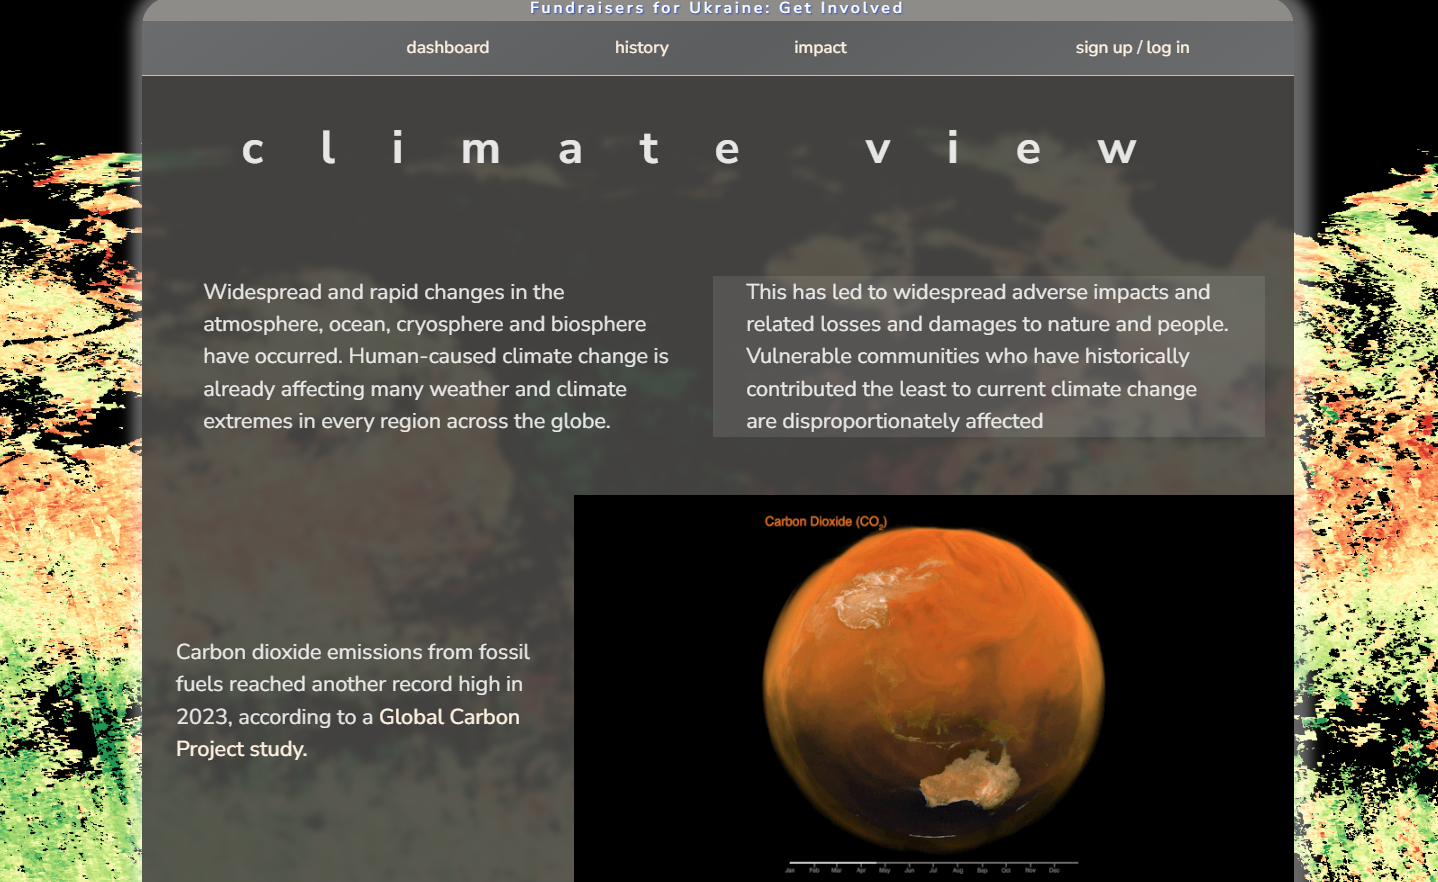 Fundraisers for Ukraine: Get Involved
dashboard history impact sign up / log in
climate view
Widespread and rapid changes in the
atmosphere, ocean, cryosphere and biosphere
have occurred. Human-caused climate change is
already affecting many weather and climate
extremes in every region across the globe.
This has led to widespread adverse impacts and
related losses and damages to nature and people.
Vulnerable communities who have historically
contributed the least to current climate change
are disproportionately affected
Carbon dioxide emissions from fossil
fuels reached another record high in
2023, according to a Global Carbon
Project study.
Carbon Dioxide (CO₂)
Jan Feb Mar Apr May Jun Jul Aug Sep Oct Nov Dec